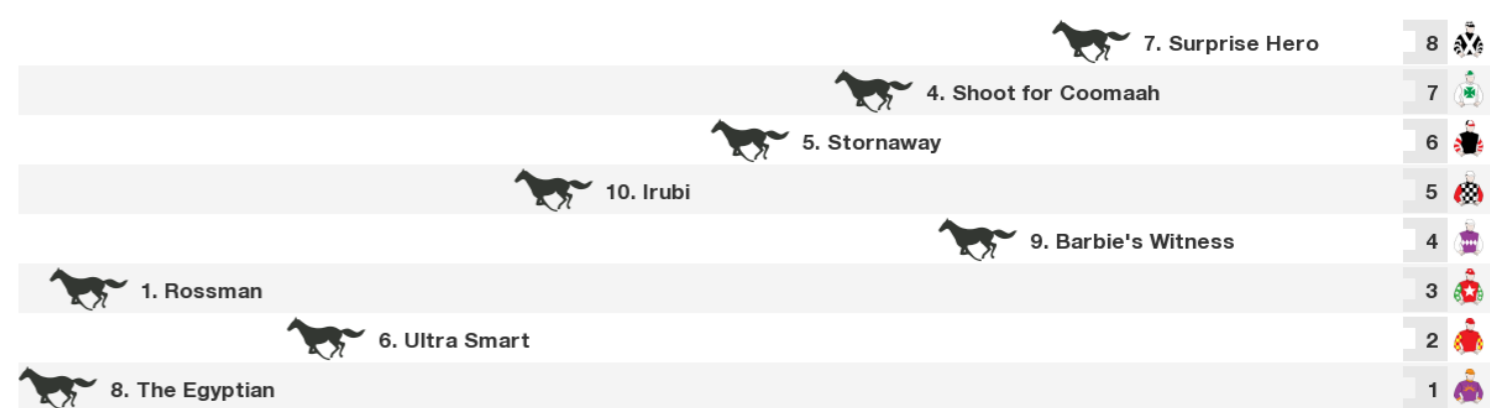 7. Surprise Hero 8
4. Shoot for Coomaah 7
5. Stornaway 6
10. Irubi 5
9. Barbie's Witness 4
1. Rossman 3
6. Ultra Smart 2
8. The Egyptian 1